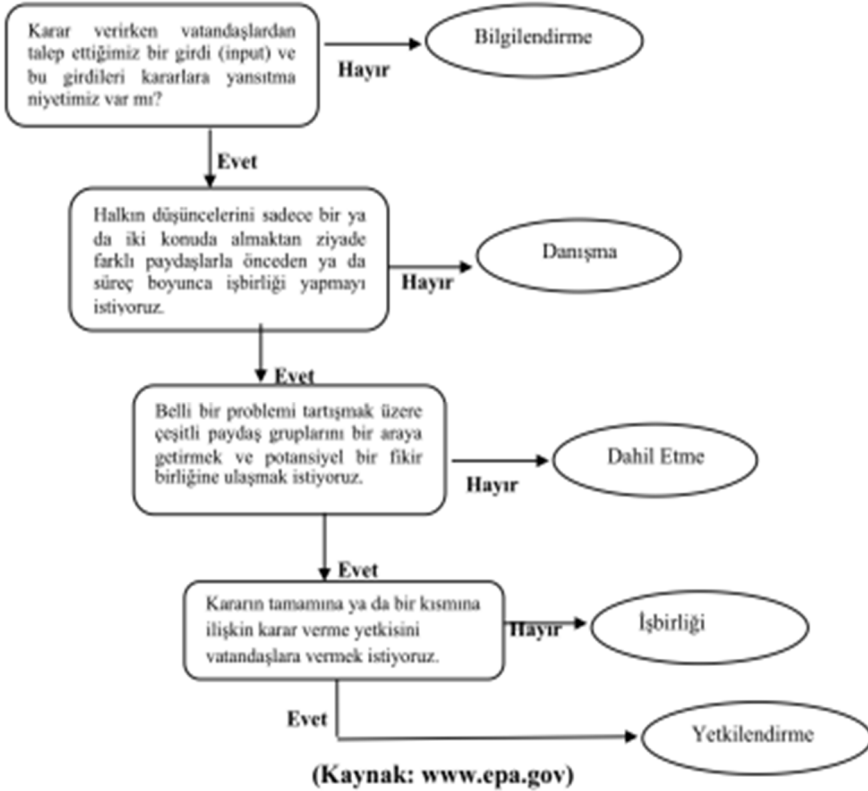 Karar verirken vatandaşlardan
talep ettiğimiz bir girdi (input) ve
bu girdileri kararlara yansıtma
niyetimiz var mı?
Hayır
Bilgilendirme
Evet
Halkın düşüncelerini sadece bir ya
da iki konuda almaktan ziyade
farklı paydaşlarla önceden ya da
süreç boyunca işbirliği yapmayı
istiyoruz.
Hayır
Danışma
Evet
Belli bir problemi tartışmak üzere
çeşitli paydaş gruplarını bir araya
getirmek ve potansiyel bir fikir
birliğine ulaşmak istiyoruz.
Hayır
Dahil Etme
Evet
Kararın tamamına ya da bir kısmına
ilişkin karar verme yetkisini
vatandaşlara vermek istiyoruz.
Hayır
İşbirliği
Evet
Yetkilendirme
(Kaynak: www.epa.gov)